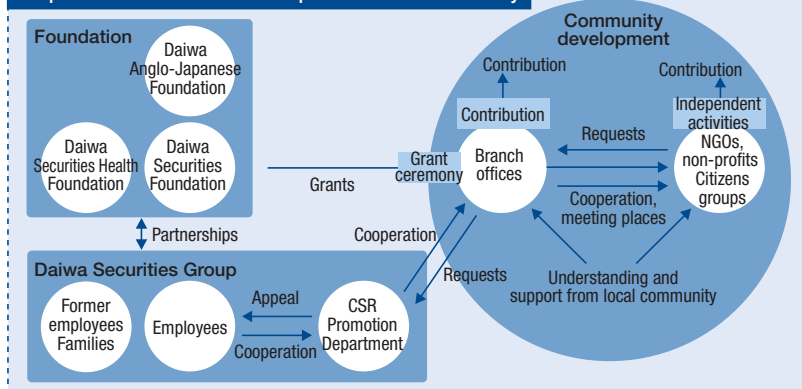 Foundation
Daiwa
Anglo-Japanese
Foundation
Daiwa
Securities Health
Foundation
Daiwa
Securities
Foundation
Grants
Partnerships
Daiwa Securities Group
Former
employees
Families
Employees
Appeal
Cooperation
CSR
Promotion
Department
Cooperation
Requests
Community
development
Contribution
Contribution
Grant
ceremony
Branch
offices
Requests
Cooperation,
meeting places
Contribution
Independent
activities
NGOs,
non-profits
Citizens
groups
Understanding and
support from local community